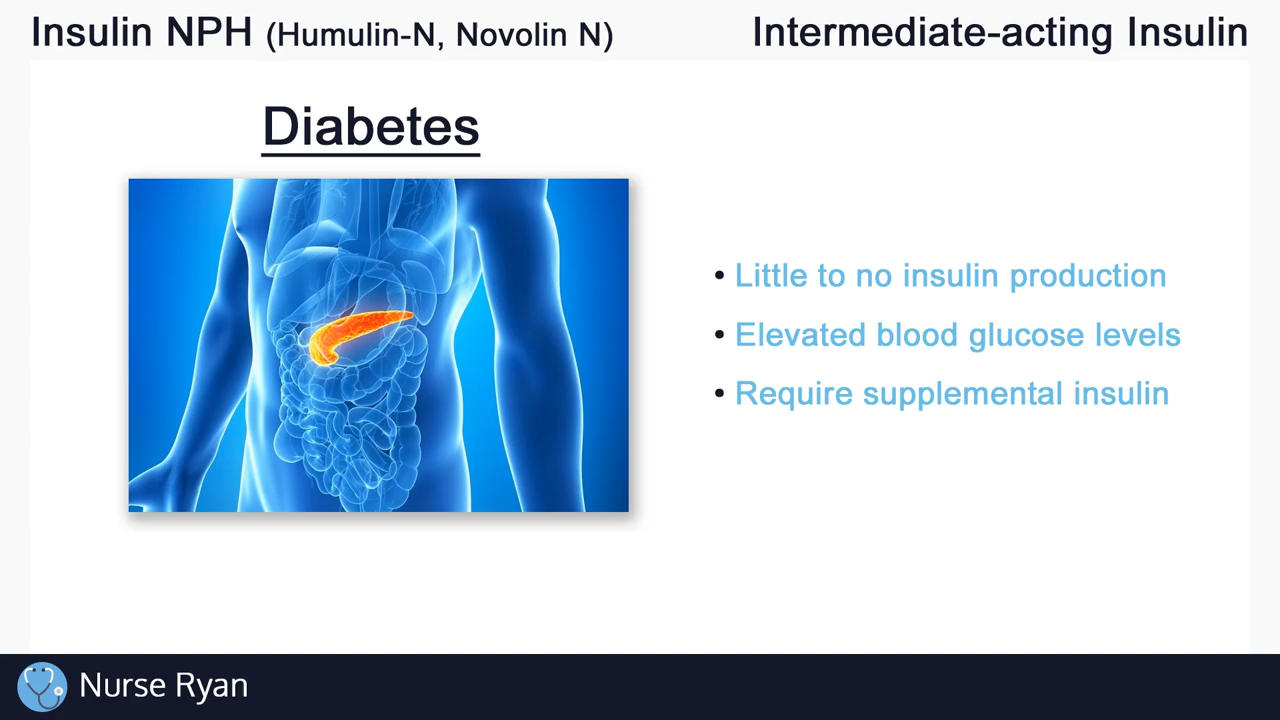 Insulin NPH (Humulin-N, Novolin N)
Intermediate-acting Insulin
Diabetes
• Little to no insulin production
• Elevated blood glucose levels
• Require supplemental insulin
Nurse Ryan